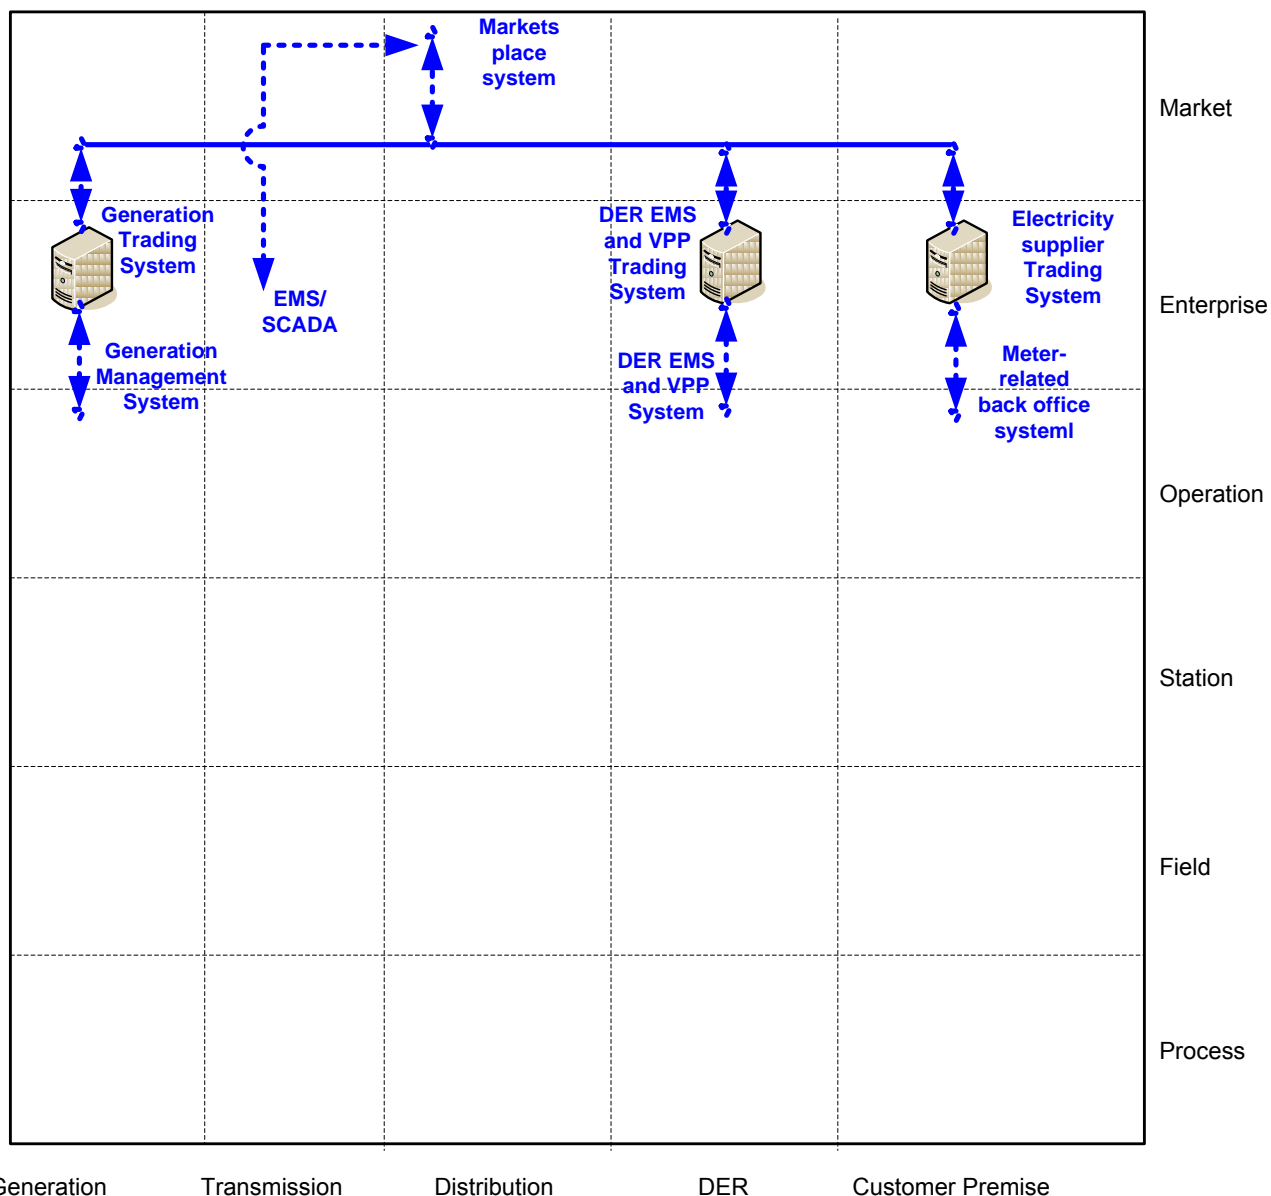 Markets
place
system
Market
Generation
Trading
System
DER EMS
and VPP
Trading
System
Electricity
supplier
Trading
System
EMS/
SCADA
Enterprise
Generation
Management
System
DER EMS
and VPP
System
Meter-
related
back office
systeml
Operation
Station
Field
Process
Generation
Transmission
Distribution
DER
Customer Premise